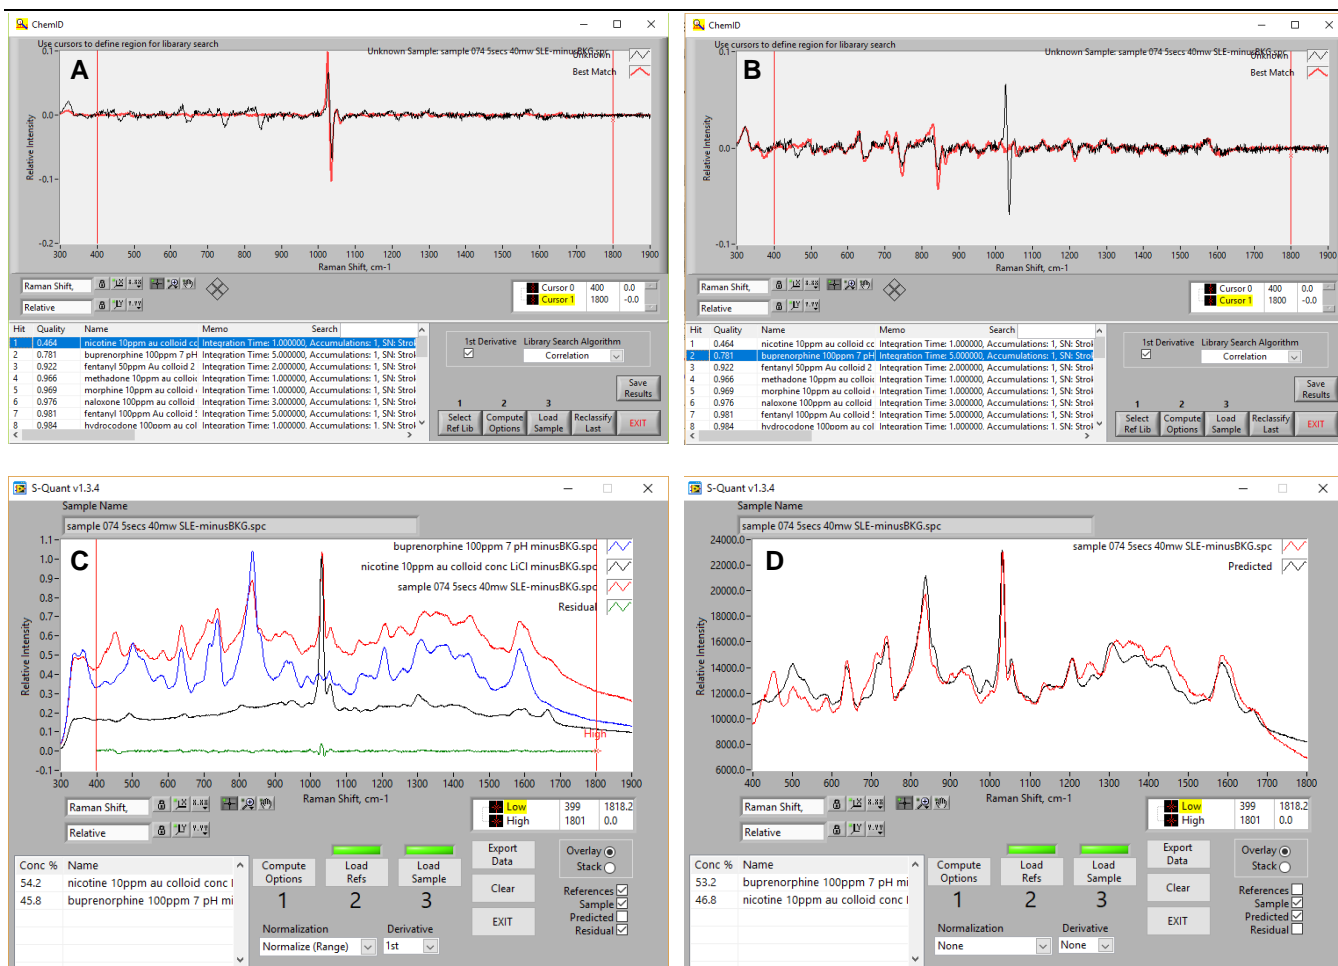 ChemID
Use cursors to define region for libarary search
Unknown Sample: sample 074 5secs 40mw SLE-minusBKG.spc
Unknown
Best Match
A
0.1
0.0
-0.1
-0.2
Relative Intensity
300 400 500 600 700 800 900 1000 1100 1200 1300 1400 1500 1600 1700 1800 1900
Raman Shift, cm-1
Raman Shift,
Relative
Cursor 0 400 0.0
Cursor 1 1800 -0.0
Hit Quality Name Memo Search
1 0.464 nicotine 10ppm au colloid cc Integration Time: 1.000000, Accumulations: 1, SN: Strok
2 0.781 buprenorphine 100ppm 7 pH Integration Time: 5.000000, Accumulations: 1, SN: Strok
3 0.922 fentanyl 50ppm Au colloid 2 Integration Time: 2.000000, Accumulations: 1, SN: Strok
4 0.966 methadone 10ppm au colloid Integration Time: 1.000000, Accumulations: 1, SN: Strok
5 0.969 morphine 10ppm au colloid Integration Time: 1.000000, Accumulations: 1, SN: Strok
6 0.976 naloxone 100ppm au colloid Integration Time: 3.000000, Accumulations: 1, SN: Strok
7 0.981 fentanyl 100ppm Au colloid Integration Time: 5.000000, Accumulations: 1, SN: Strok
8 0.984 hydrocodone 100ppm au col Integration Time: 1.000000, Accumulations: 1, SN: Strok
1st Derivative Library Search Algorithm
Correlation
Save Results
1 2 3
Select Ref Lib
Compute Options
Load Sample
Reclassify Last
EXIT
ChemID
Use cursors to define region for libarary search
Unknown Sample: sample 074 5secs 40mw SLE-minusBKG.spc
Unknown
Best Match
B
0.1
0.0
-0.1
Relative Intensity
300 400 500 600 700 800 900 1000 1100 1200 1300 1400 1500 1600 1700 1800 1900
Raman Shift, cm-1
Raman Shift,
Relative
Cursor 0 400 0.0
Cursor 1 1800 -0.0
Hit Quality Name Memo Search
1 0.464 nicotine 10ppm au colloid cc Integration Time: 1.000000, Accumulations: 1, SN: Strok
2 0.781 buprenorphine 100ppm 7 pH Integration Time: 5.000000, Accumulations: 1, SN: Strok
3 0.922 fentanyl 50ppm Au colloid 2 Integration Time: 2.000000, Accumulations: 1, SN: Strok
4 0.966 methadone 10ppm au colloid Integration Time: 1.000000, Accumulations: 1, SN: Strok
5 0.969 morphine 10ppm au colloid Integration Time: 1.000000, Accumulations: 1, SN: Strok
6 0.976 naloxone 100ppm au colloid Integration Time: 3.000000, Accumulations: 1, SN: Strok
7 0.981 fentanyl 100ppm Au colloid Integration Time: 5.000000, Accumulations: 1, SN: Strok
8 0.984 hydrocodone 100ppm au col Integration Time: 1.000000, Accumulations: 1, SN: Strok
1st Derivative Library Search Algorithm
Correlation
Save Results
1 2 3
Select Ref Lib
Compute Options
Load Sample
Reclassify Last
EXIT
S-Quant v1.3.4
Sample Name
sample 074 5secs 40mw SLE-minusBKG.spc
C
buprenorphine 100ppm 7 pH minusBKG.spc
nicotine 10ppm au colloid conc LiCl minusBKG.spc
sample 074 5secs 40mw SLE-minusBKG.spc
Residual
1.1
1.0
0.9
0.8
0.7
0.6
0.5
0.4
0.3
0.2
0.1
0.0
-0.1
Relative Intensity
High
300 400 500 600 700 800 900 1000 1100 1200 1300 1400 1500 1600 1700 1800 1900
Raman Shift, cm-1
Raman Shift,
Relative
Low 399 1818.2
High 1801 0.0
Conc % Name
54.2 nicotine 10ppm au colloid conc l
45.8 buprenorphine 100ppm 7 pH mi
Compute Options
1
Load Refs
2
Load Sample
3
Normalization
Normalize (Range)
Derivative
1st
Export Data
Clear
EXIT
Overlay
Stack
References
Sample
Predicted
Residual
S-Quant v1.3.4
Sample Name
sample 074 5secs 40mw SLE-minusBKG.spc
D
sample 074 5secs 40mw SLE-minusBKG.spc
Predicted
24000.0
22000.0
20000.0
18000.0
16000.0
14000.0
12000.0
10000.0
8000.0
6000.0
Relative Intensity
400 500 600 700 800 900 1000 1100 1200 1300 1400 1500 1600 1700 1800
Raman Shift, cm-1
Raman Shift,
Relative
Low 399 1818.2
High 1801 0.0
Conc % Name
53.2 buprenorphine 100ppm 7 pH mi
46.8 nicotine 10ppm au colloid conc l
Compute Options
1
Load Refs
2
Load Sample
3
Normalization
None
Derivative
None
Export Data
Clear
EXIT
Overlay
Stack
References
Sample
Predicted
Residual